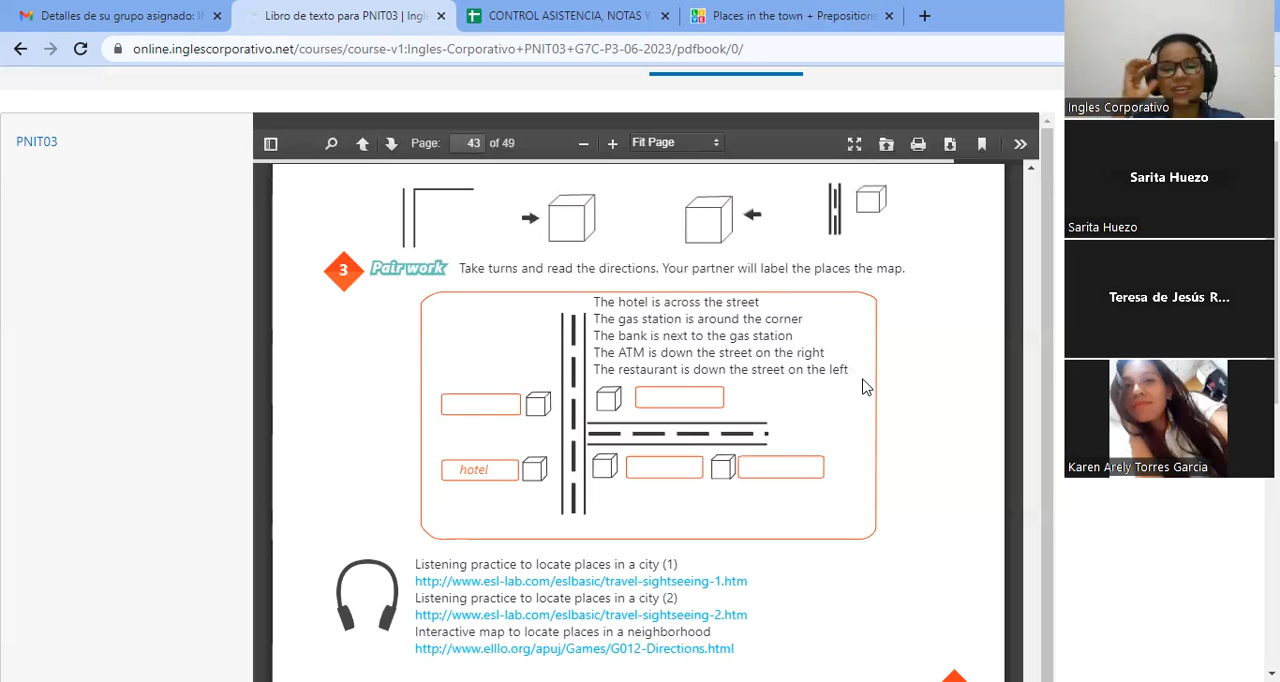 Detalles de su grupo asignado: I
Libro de texto para PNIT03 | Ingl
CONTROL ASISTENCIA, NOTAS Y
Places in the town + Preposition
online.inglescorporativo.net/courses/course-v1:Ingles-Corporativo+PNIT03+G7C-P3-06-2023/pdfbook/0/
PNIT03
Page: 43 of 49
Fit Page
3 Pair work Take turns and read the directions. Your partner will label the places the map.
The hotel is across the street
The gas station is around the corner
The bank is next to the gas station
The ATM is down the street on the right
The restaurant is down the street on the left
hotel
Listening practice to locate places in a city (1)
http://www.esl-lab.com/eslbasic/travel-sightseeing-1.htm
Listening practice to locate places in a city (2)
http://www.esl-lab.com/eslbasic/travel-sightseeing-2.htm
Interactive map to locate places in a neighborhood
http://www.elllo.org/apuj/Games/G012-Directions.html
Ingles Corporativo
Sarita Huezo
Sarita Huezo
Teresa de Jesús R...
Karen Arely Torres Garcia